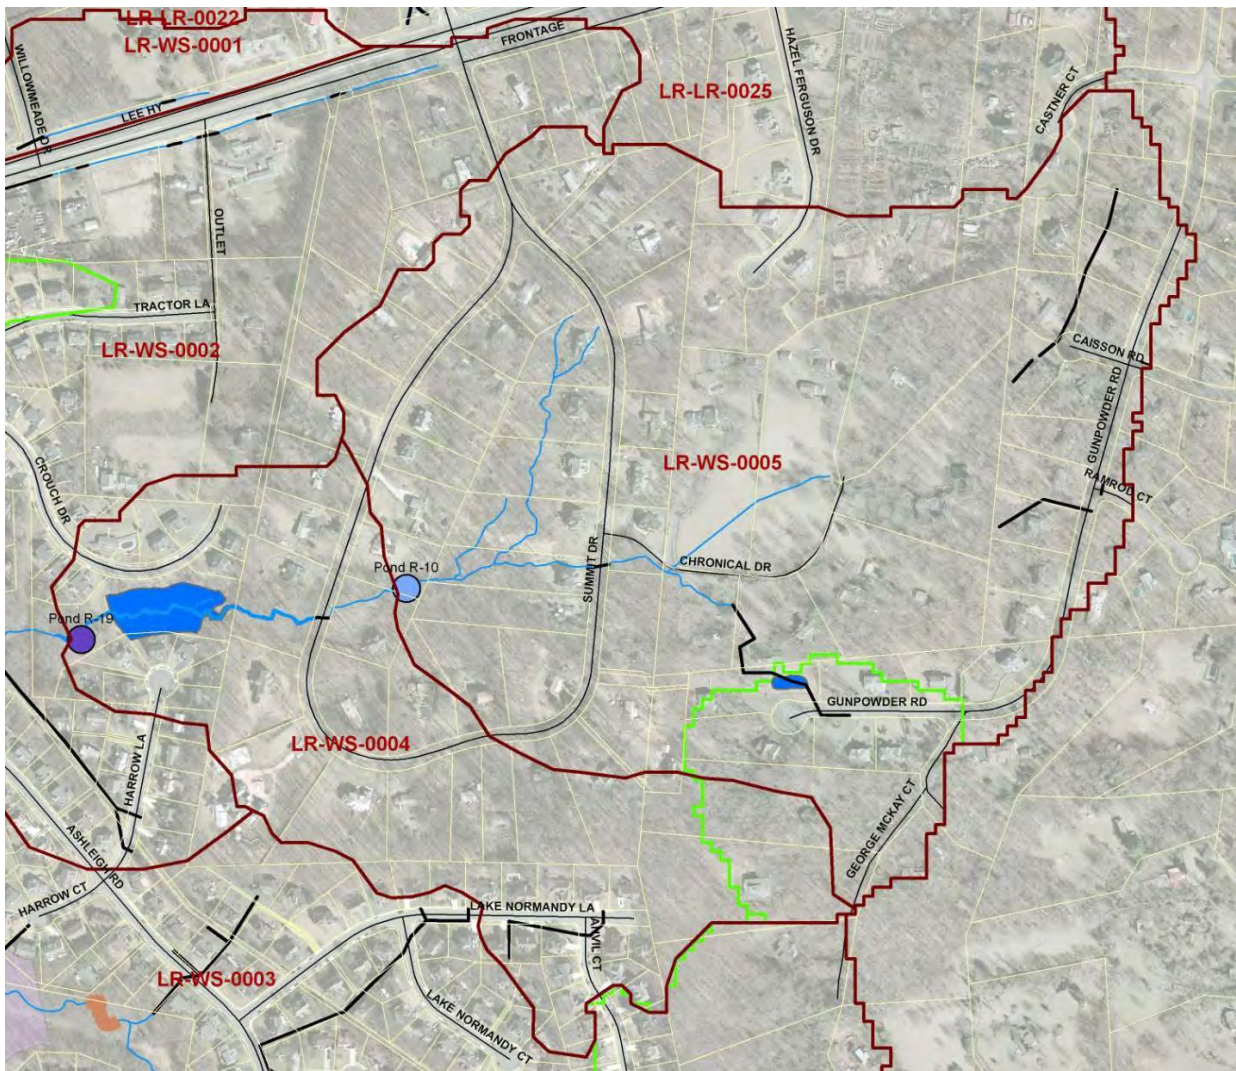 LR-LR-0022
LR-WS-0001
FRONTAGE
WILLOWMEADE DR
LEE HY
HAZEL FERGUSON DR
LR-LR-0025
CASTNER CT
OUTLET
TRACTOR LA
LR-WS-0002
CAISSON RD
GUNPOWDER RD
CROUCH DR
LR-WS-0005
RAMROD CT
SUMMIT DR
CHRONICAL DR
Pond R-10
Pond R-19
GUNPOWDER RD
LR-WS-0004
HARROW LA
GEORGE MCKAY CT
ASHLEIGH RD
HARROW CT
LAKE NORMANDY LA
ANVIL CT
LR-WS-0003
LAKE NORMANDY CT